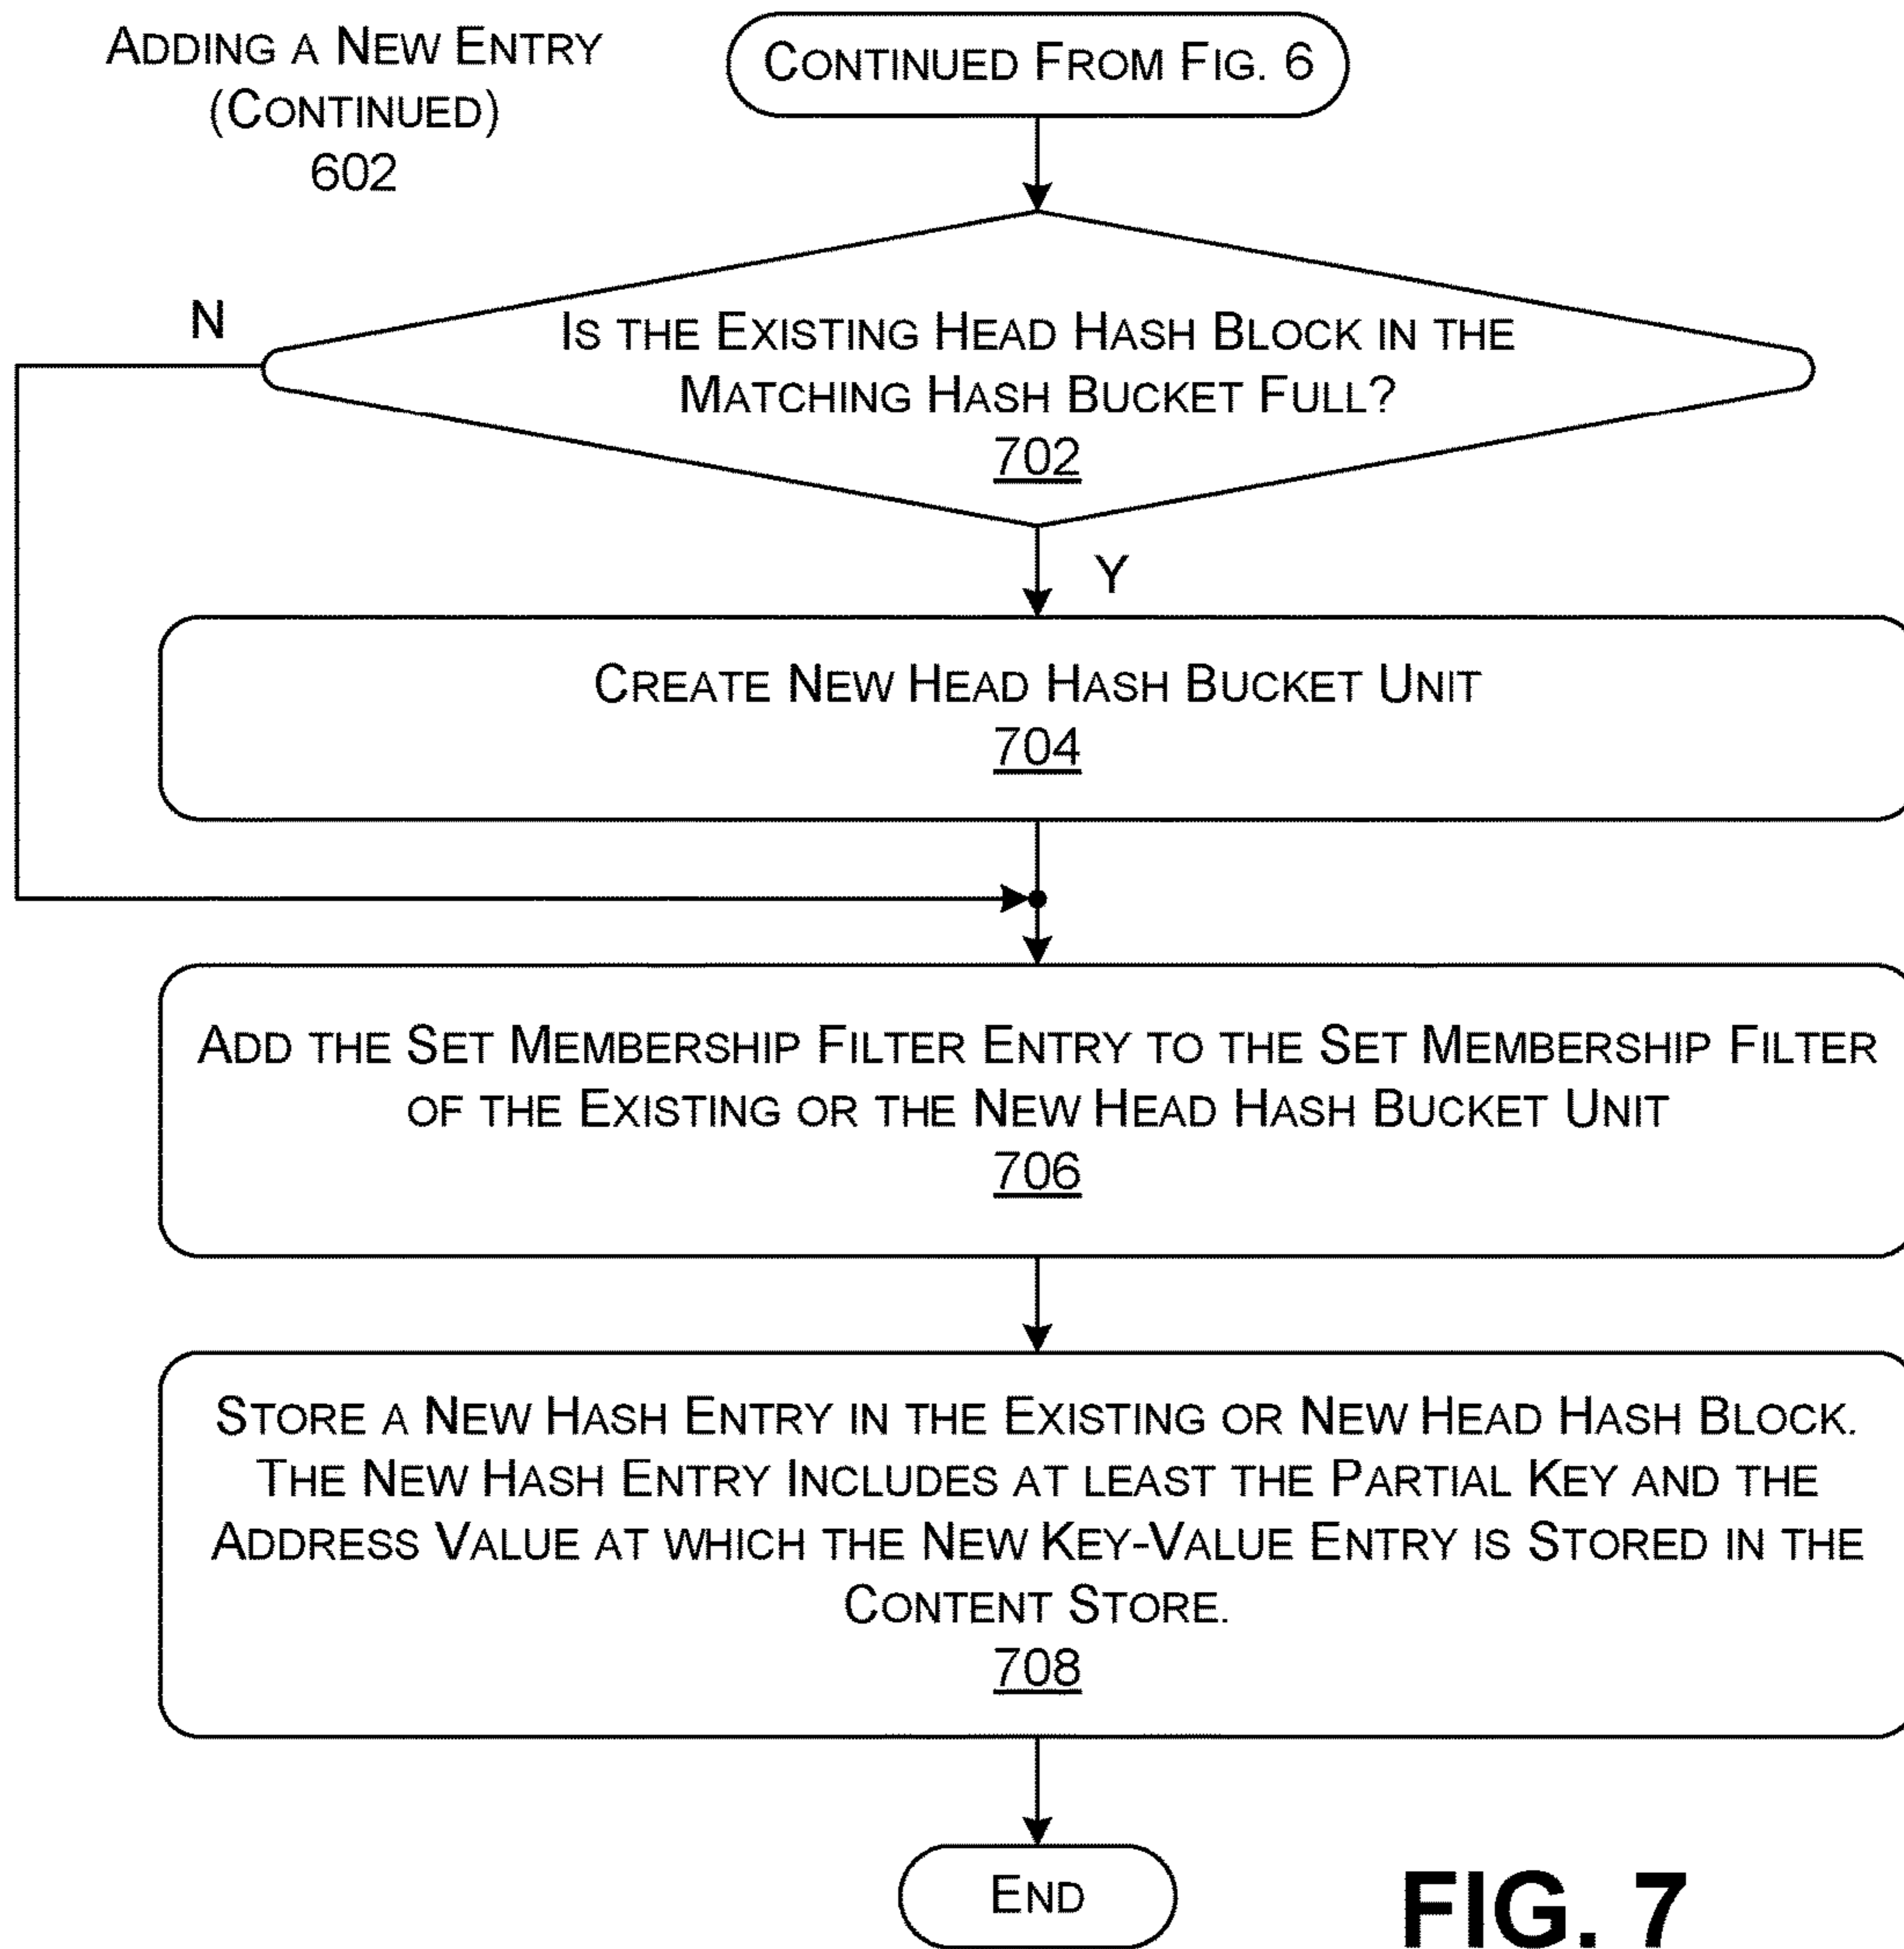 ADDING A NEW ENTRY
(CONTINUED)
602
CONTINUED FROM FIG. 6
N
IS THE EXISTING HEAD HASH BLOCK IN THE
MATCHING HASH BUCKET FULL?
702
Y
CREATE NEW HEAD HASH BUCKET UNIT
704
ADD THE SET MEMBERSHIP FILTER ENTRY TO THE SET MEMBERSHIP FILTER
OF THE EXISTING OR THE NEW HEAD HASH BUCKET UNIT
706
STORE A NEW HASH ENTRY IN THE EXISTING OR NEW HEAD HASH BLOCK.
THE NEW HASH ENTRY INCLUDES AT LEAST THE PARTIAL KEY AND THE
ADDRESS VALUE AT WHICH THE NEW KEY-VALUE ENTRY IS STORED IN THE
CONTENT STORE.
708
END
FIG. 7